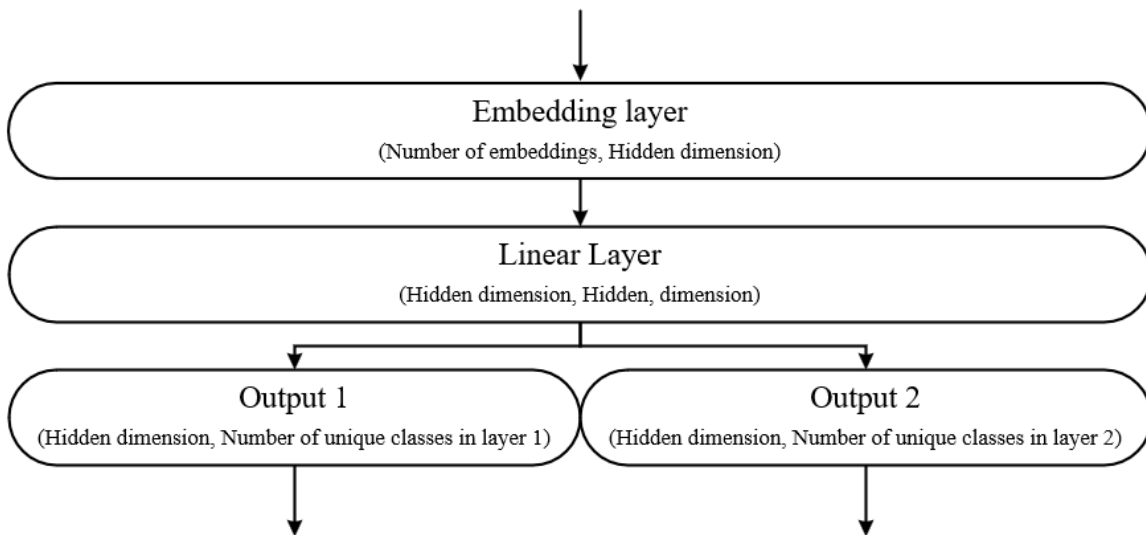 Embedding layer
(Number of embeddings, Hidden dimension)
Linear Layer
(Hidden dimension, Hidden, dimension)
Output 1
(Hidden dimension, Number of unique classes in layer 1)
Output 2
(Hidden dimension, Number of unique classes in layer 2)